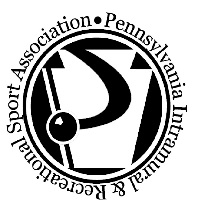 Pennsylvania Intramural & Recreational Sport Association •